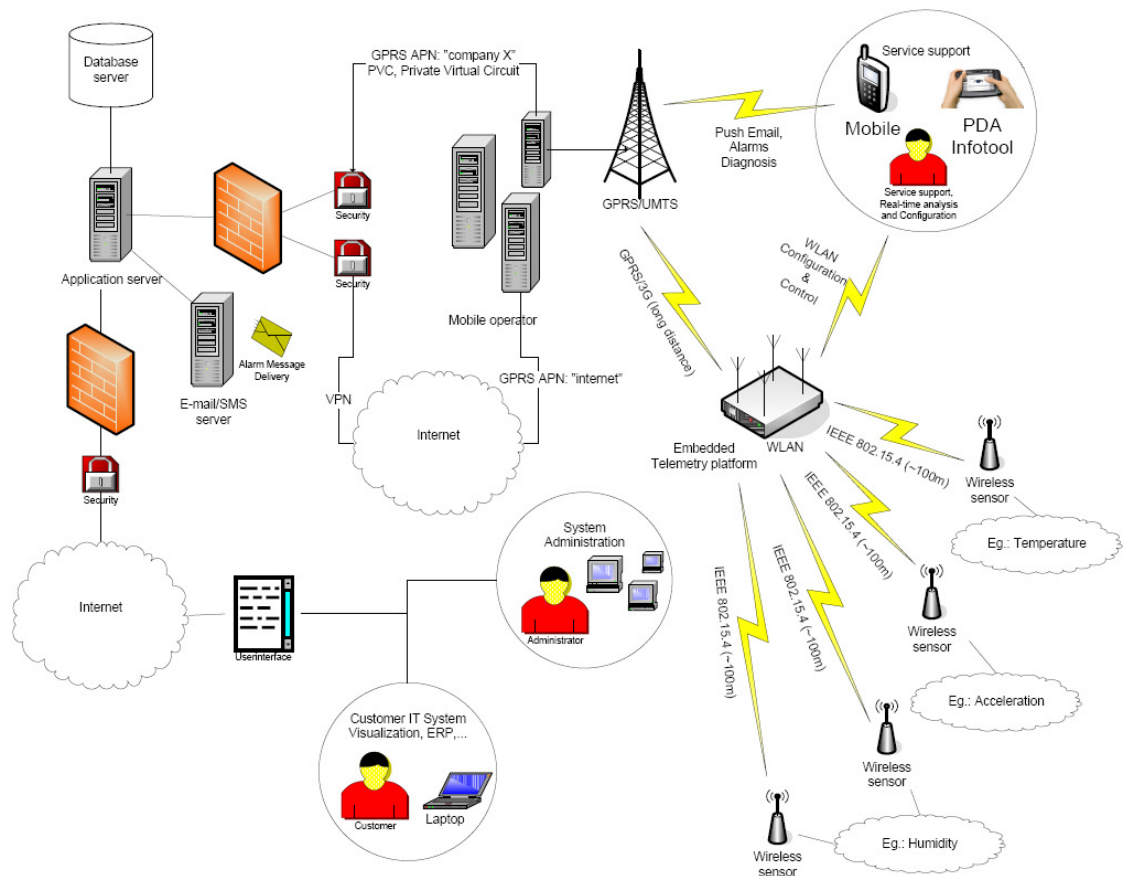 Database
server
GPRS APN: "company X"
PVC, Private Virtual Circuit
Service support
Mobile
PDA
Infotool
Service support,
Real-time analysis
and Configuration
Push Email,
Alarms
Diagnosis
GPRS/UMTS
Security
Security
Application server
Mobile operator
GPRS/3G (long distance)
WLAN
Configuration
&
Control
E-mail/SMS
server
Alarm Message
Delivery
VPN
GPRS APN: "internet"
Internet
Embedded
Telemetry platform
WLAN
IEEE 802.15.4 (~100m)
IEEE 802.15.4 (~100m)
IEEE 802.15.4 (~100m)
IEEE 802.15.4 (~100m)
Wireless
sensor
Eg.: Temperature
Security
Internet
Userinterface
System
Administration
Administrator
Wireless
sensor
Eg.: Acceleration
Customer IT System
Visualization, ERP,...
Customer
Laptop
Wireless
sensor
Wireless
sensor
Eg.: Humidity